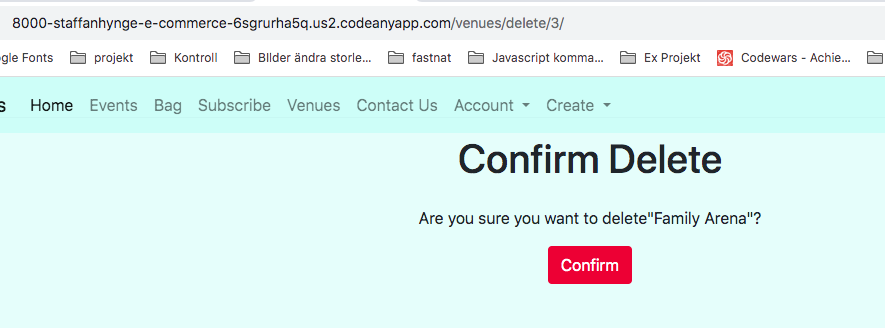 8000-staffanhynge-e-commerce-6sgrurha5q.us2.codeanyapp.com/venues/delete/3/
gle Fonts projekt Kontroll BIlder ändra storle... fastnat Javascript komma... Ex Projekt Codewars - Achie...
s Home Events Bag Subscribe Venues Contact Us Account Create
Confirm Delete
Are you sure you want to delete"Family Arena"?
Confirm